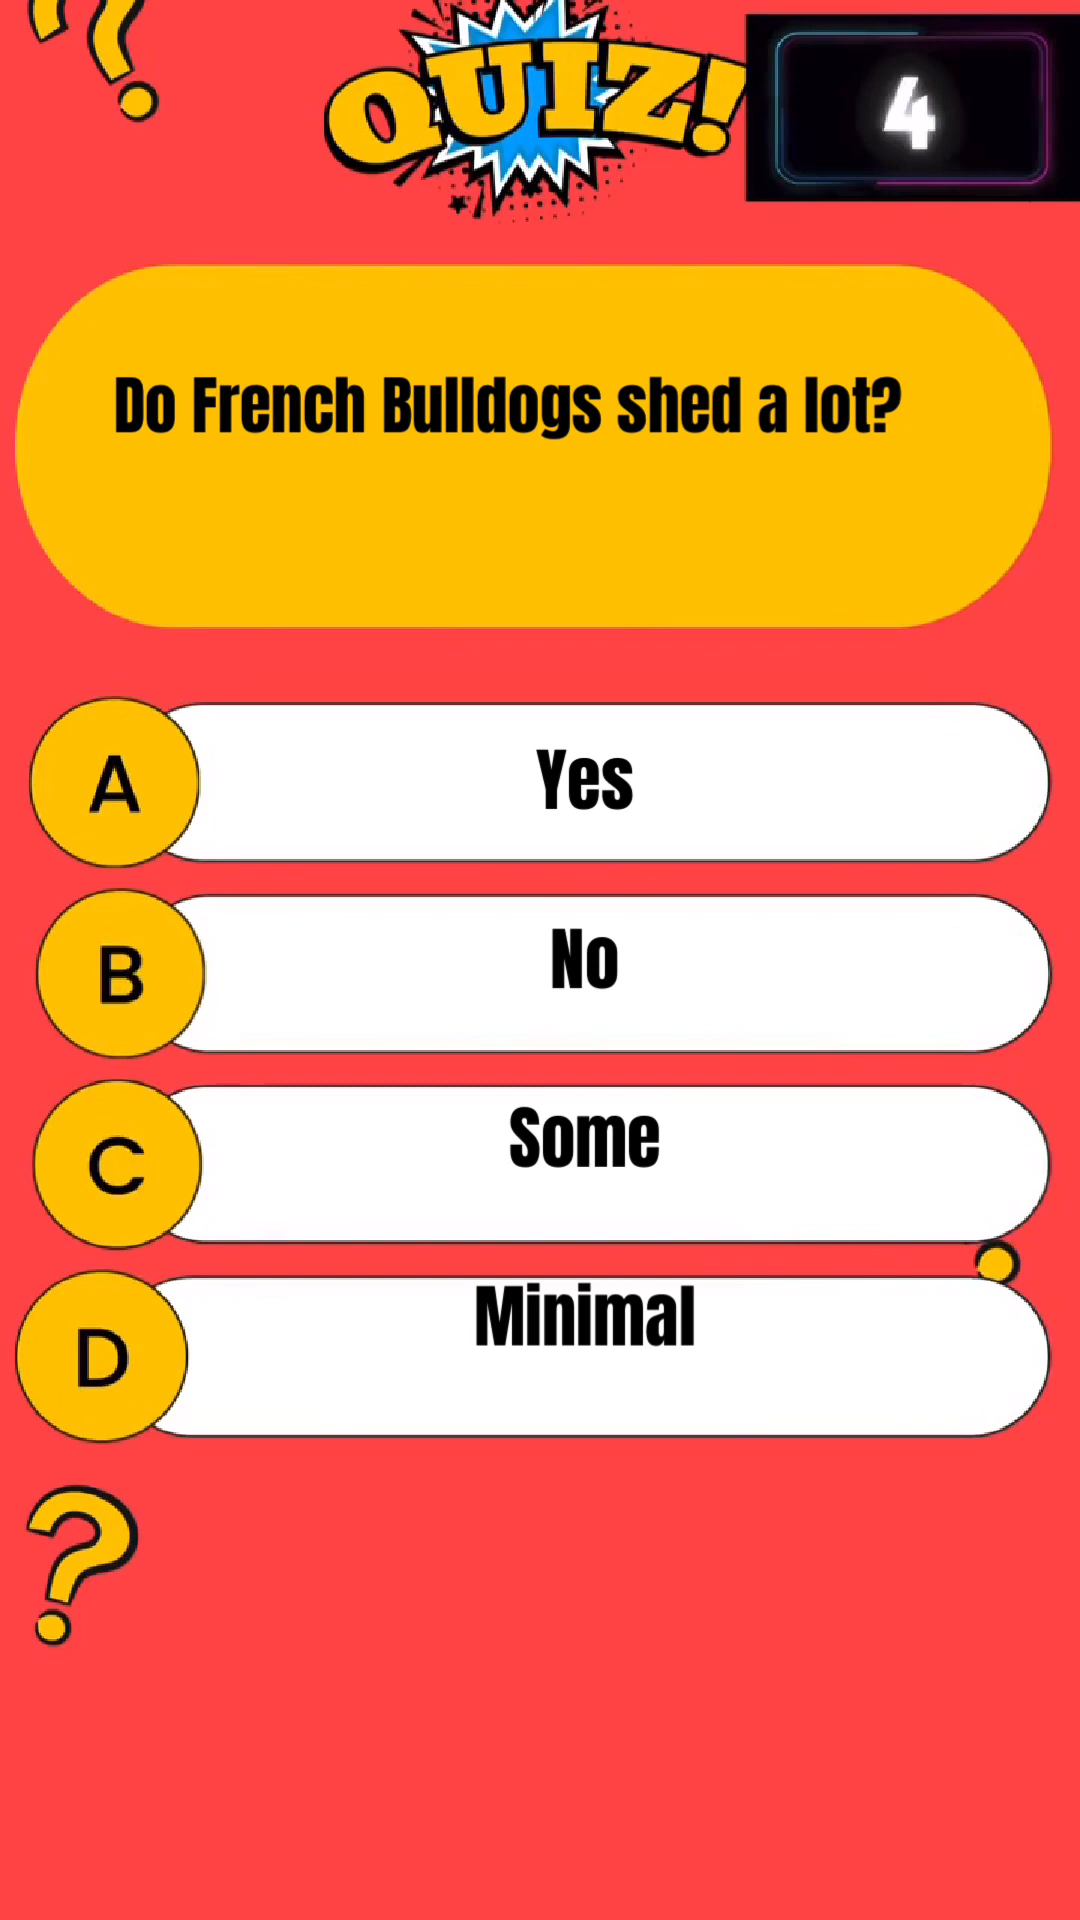 QUIZ!
4
Do French Bulldogs shed a lot?
A
Yes
B
No
C
Some
D
Minimal